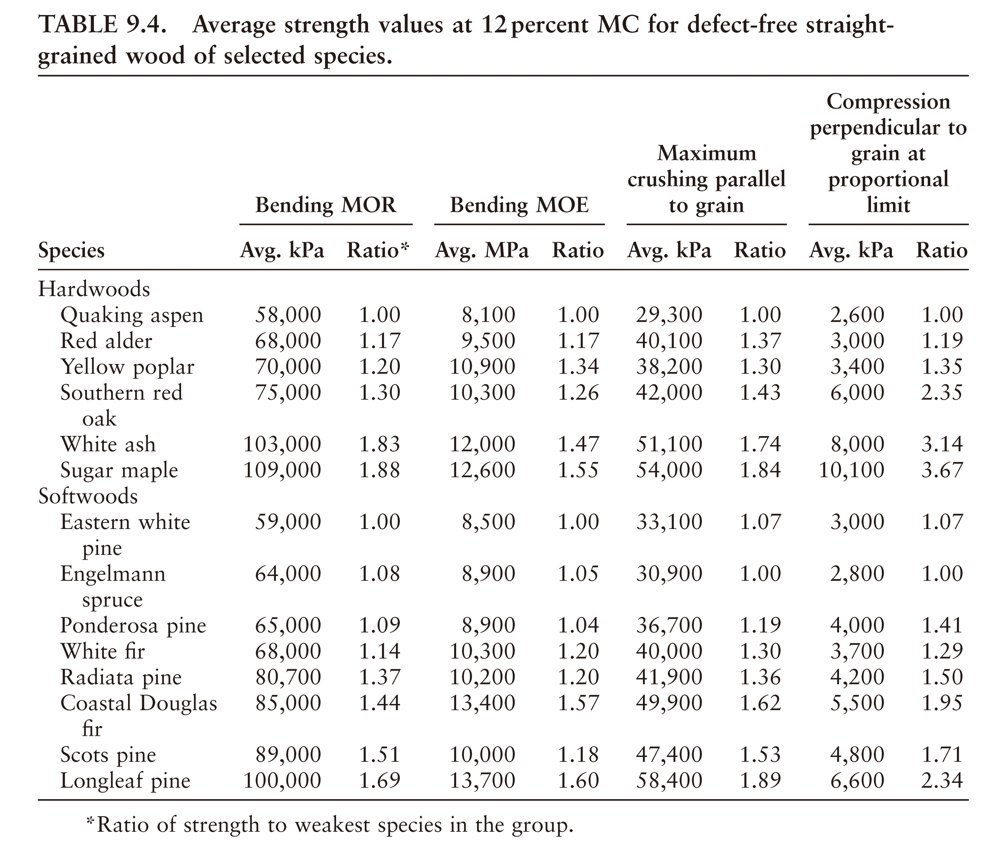 TABLE 9.4. Average strength values at 12 percent MC for defect-free straight-
grained wood of selected species.
Compression
perpendicular to
Maximum grain at
crushing parallel proportional
Bending MOR Bending MOE to grain limit
Species Avg. kPa Ratio* Avg. MPa Ratio Avg. kPa Ratio Avg. kPa Ratio
Hardwoods
Quaking aspen 58,000 1.00 8,100 1.00 29,300 1.00 2,600 1.00
Red alder 68,000 1.17 9,500 1.17 40,100 1.37 3,000 1.19
Yellow poplar 70,000 1.20 10,900 1.34 38,200 1.30 3,400 1.35
Southern red 75,000 1.30 10,300 1.26 42,000 1.43 6,000 2.35
oak
White ash 103,000 1.83 12,000 1.47 51,100 1.74 8,000 3.14
Sugar maple 109,000 1.88 12,600 1.55 54,000 1.84 10,100 3.67
Softwoods
Eastern white 59,000 1.00 8,500 1.00 33,100 1.07 3,000 1.07
pine
Engelmann 64,000 1.08 8,900 1.05 30,900 1.00 2,800 1.00
spruce
Ponderosa pine 65,000 1.09 8,900 1.04 36,700 1.19 4,000 1.41
White fir 68,000 1.14 10,300 1.20 40,000 1.30 3,700 1.29
Radiata pine 80,700 1.37 10,200 1.20 41,900 1.36 4,200 1.50
Coastal Douglas 85,000 1.44 13,400 1.57 49,900 1.62 5,500 1.95
fir
Scots pine 89,000 1.51 10,000 1.18 47,400 1.53 4,800 1.71
Longleaf pine 100,000 1.69 13,700 1.60 58,400 1.89 6,600 2.34
*Ratio of strength to weakest species in the group.